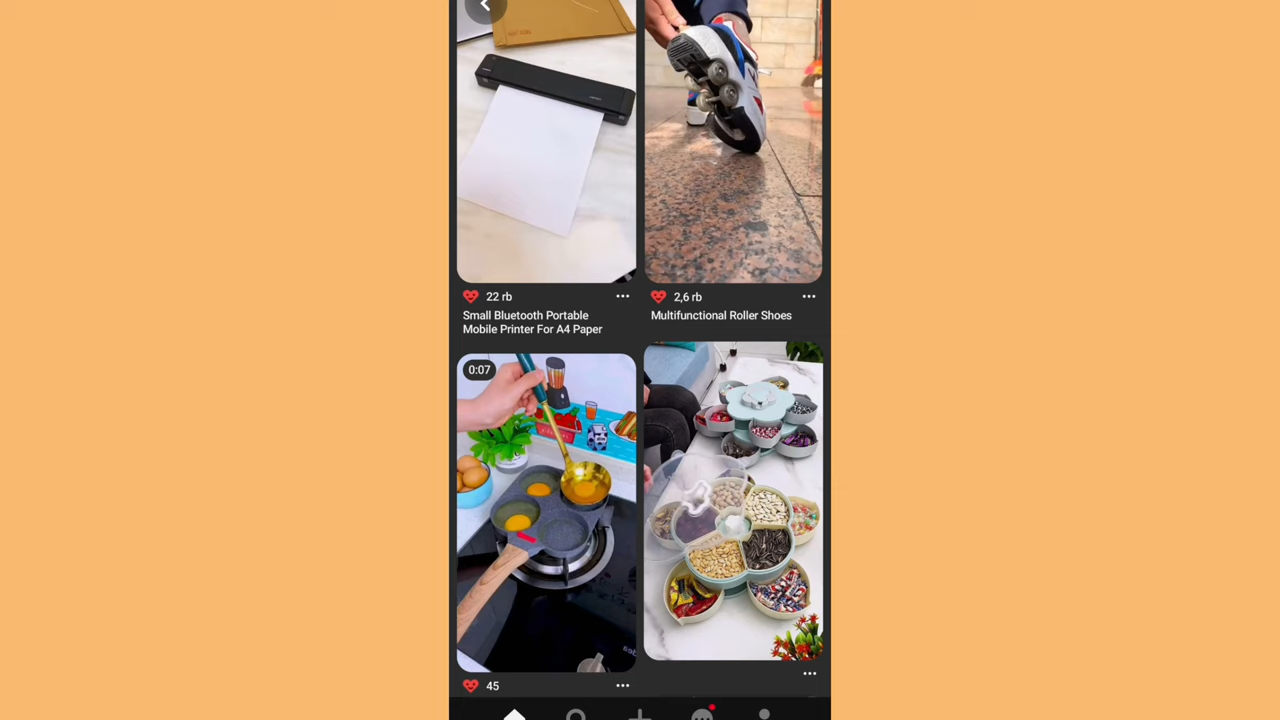 22 rb
Small Bluetooth Portable
Mobile Printer For A4 Paper
2,6 rb
Multifunctional Roller Shoes
0:07
45